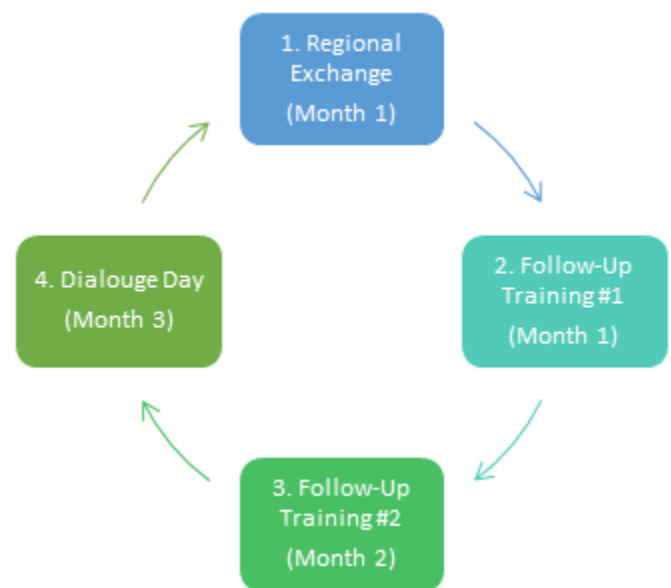 1. Regional
Exchange
(Month 1)
2. Follow-Up
Training #1
(Month 1)
3. Follow-Up
Training #2
(Month 2)
4. Dialouge Day
(Month 3)